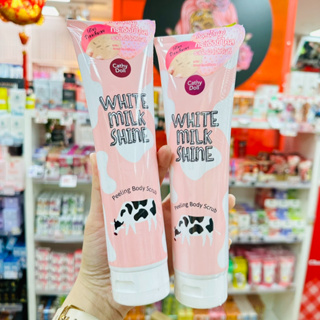 Cathy
Doll
WHITE
MILK
SHINE
Peeling Body Scrub
Cathy
Doll
WHITE
MILK
SHINE
Peeling Body Scrub